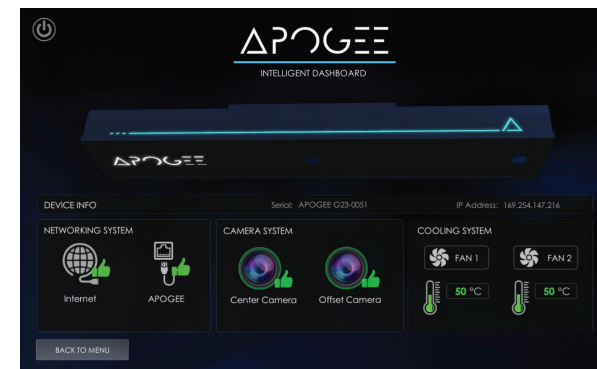 APOGEE
INTELLIGENT DASHBOARD
APOGEE
DEVICE INFO
Serial: APOGEE G23-0051
IP Address: 169.254.147.216
NETWORKING SYSTEM
Internet
APOGEE
CAMERA SYSTEM
Center Camera
Offset Camera
COOLING SYSTEM
FAN 1
FAN 2
50 °C
50 °C
BACK TO MENU